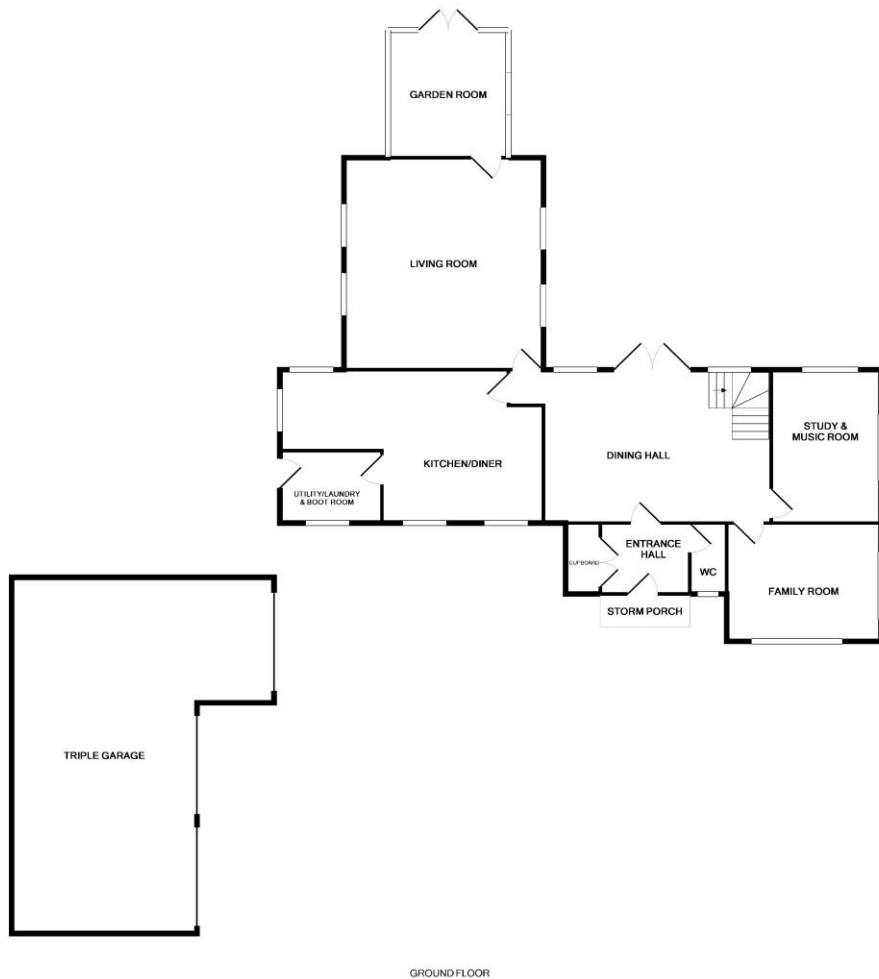 GARDEN ROOM
LIVING ROOM
STUDY &
MUSIC ROOM
DINING HALL
KITCHEN/DINER
UTILITY/LAUNDRY
& BOOT ROOM
ENTRANCE
HALL
CUPBOARD
WC
FAMILY ROOM
STORM PORCH
TRIPLE GARAGE
GROUND FLOOR